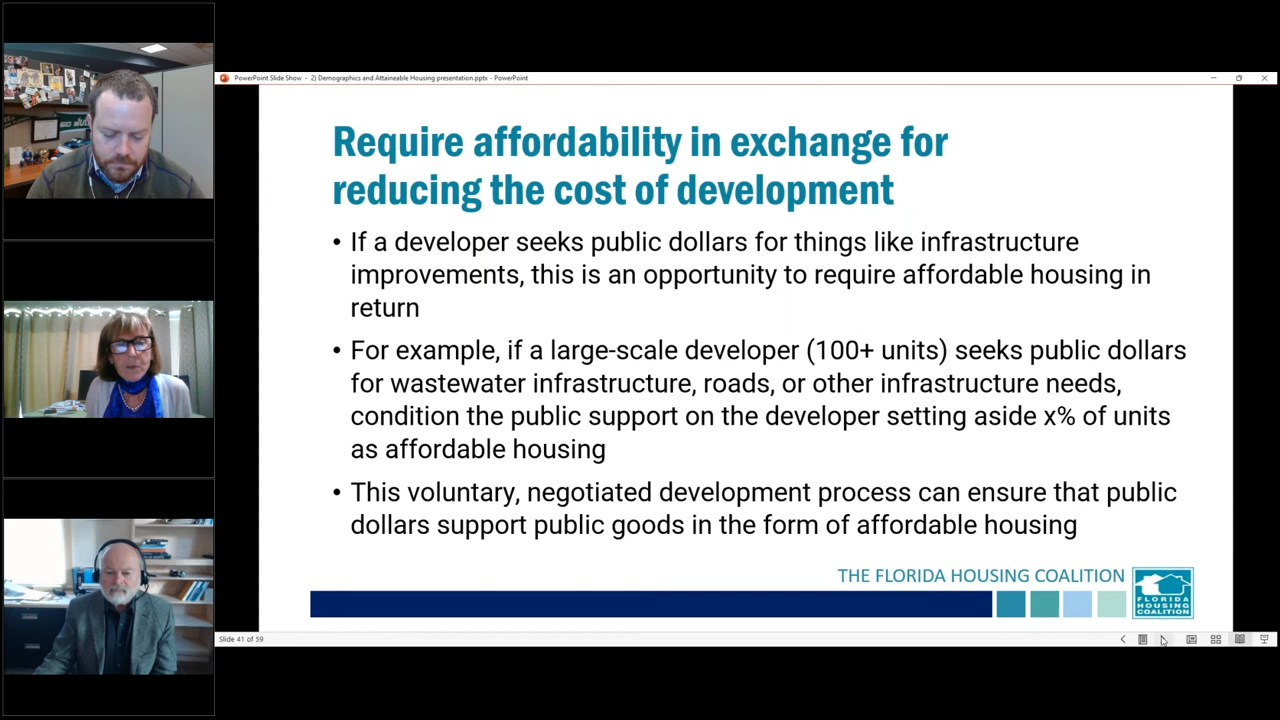 PowerPoint Slide Show - 2) Demographics and Attaineable Housing presentation.pptx - PowerPoint
Require affordability in exchange for
reducing the cost of development
• If a developer seeks public dollars for things like infrastructure
improvements, this is an opportunity to require affordable housing in
return
• For example, if a large-scale developer (100+ units) seeks public dollars
for wastewater infrastructure, roads, or other infrastructure needs,
condition the public support on the developer setting aside x% of units
as affordable housing
• This voluntary, negotiated development process can ensure that public
dollars support public goods in the form of affordable housing
THE FLORIDA HOUSING COALITION
FLORIDA
HOUSING
COALITION
Slide 41 of 59